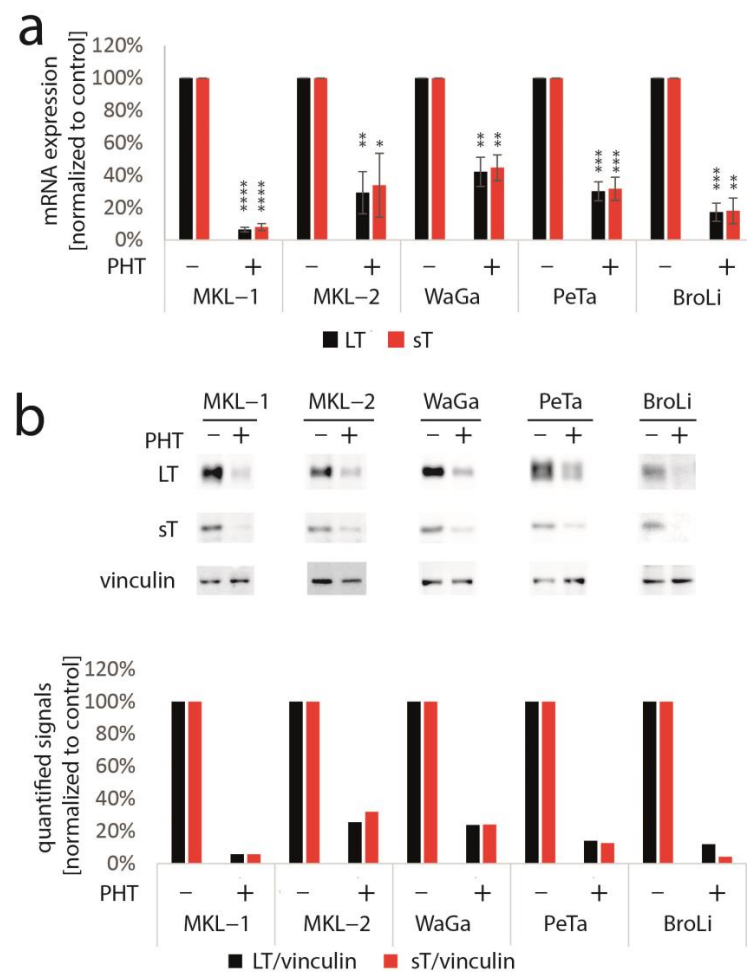 a
mRNA expression
[normalized to control]
120%
100%
80%
60%
40%
20%
0%
**** ****
** *
** **
*** ***
*** **
PHT − + − + − + − + − +
MKL−1 MKL−2 WaGa PeTa BroLi
LT sT
b
MKL−1 MKL−2 WaGa PeTa BroLi
PHT − + − + − + − + − +
LT
sT
vinculin
quantified signals
[normalized to control]
120%
100%
80%
60%
40%
20%
0%
PHT − + − + − + − + − +
MKL−1 MKL−2 WaGa PeTa BroLi
LT/vinculin sT/vinculin